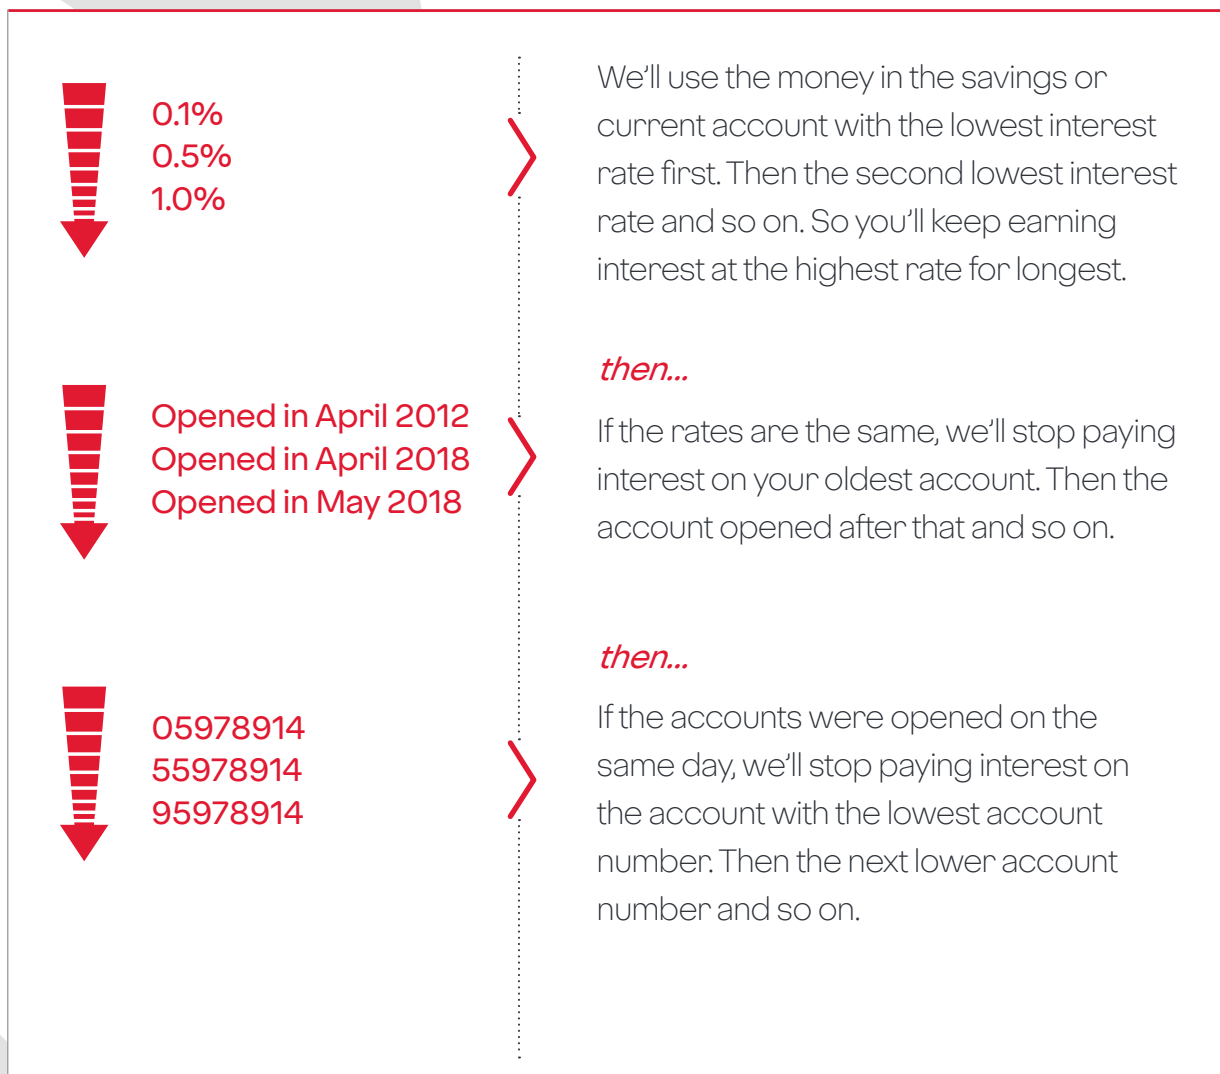 0.1%
0.5%
1.0%
We'll use the money in the savings or
current account with the lowest interest
rate first. Then the second lowest interest
rate and so on. So you'll keep earning
interest at the highest rate for longest.
then...
Opened in April 2012
Opened in April 2018
Opened in May 2018
If the rates are the same, we'll stop paying
interest on your oldest account. Then the
account opened after that and so on.
then...
05978914
55978914
95978914
If the accounts were opened on the
same day, we'll stop paying interest on
the account with the lowest account
number. Then the next lower account
number and so on.